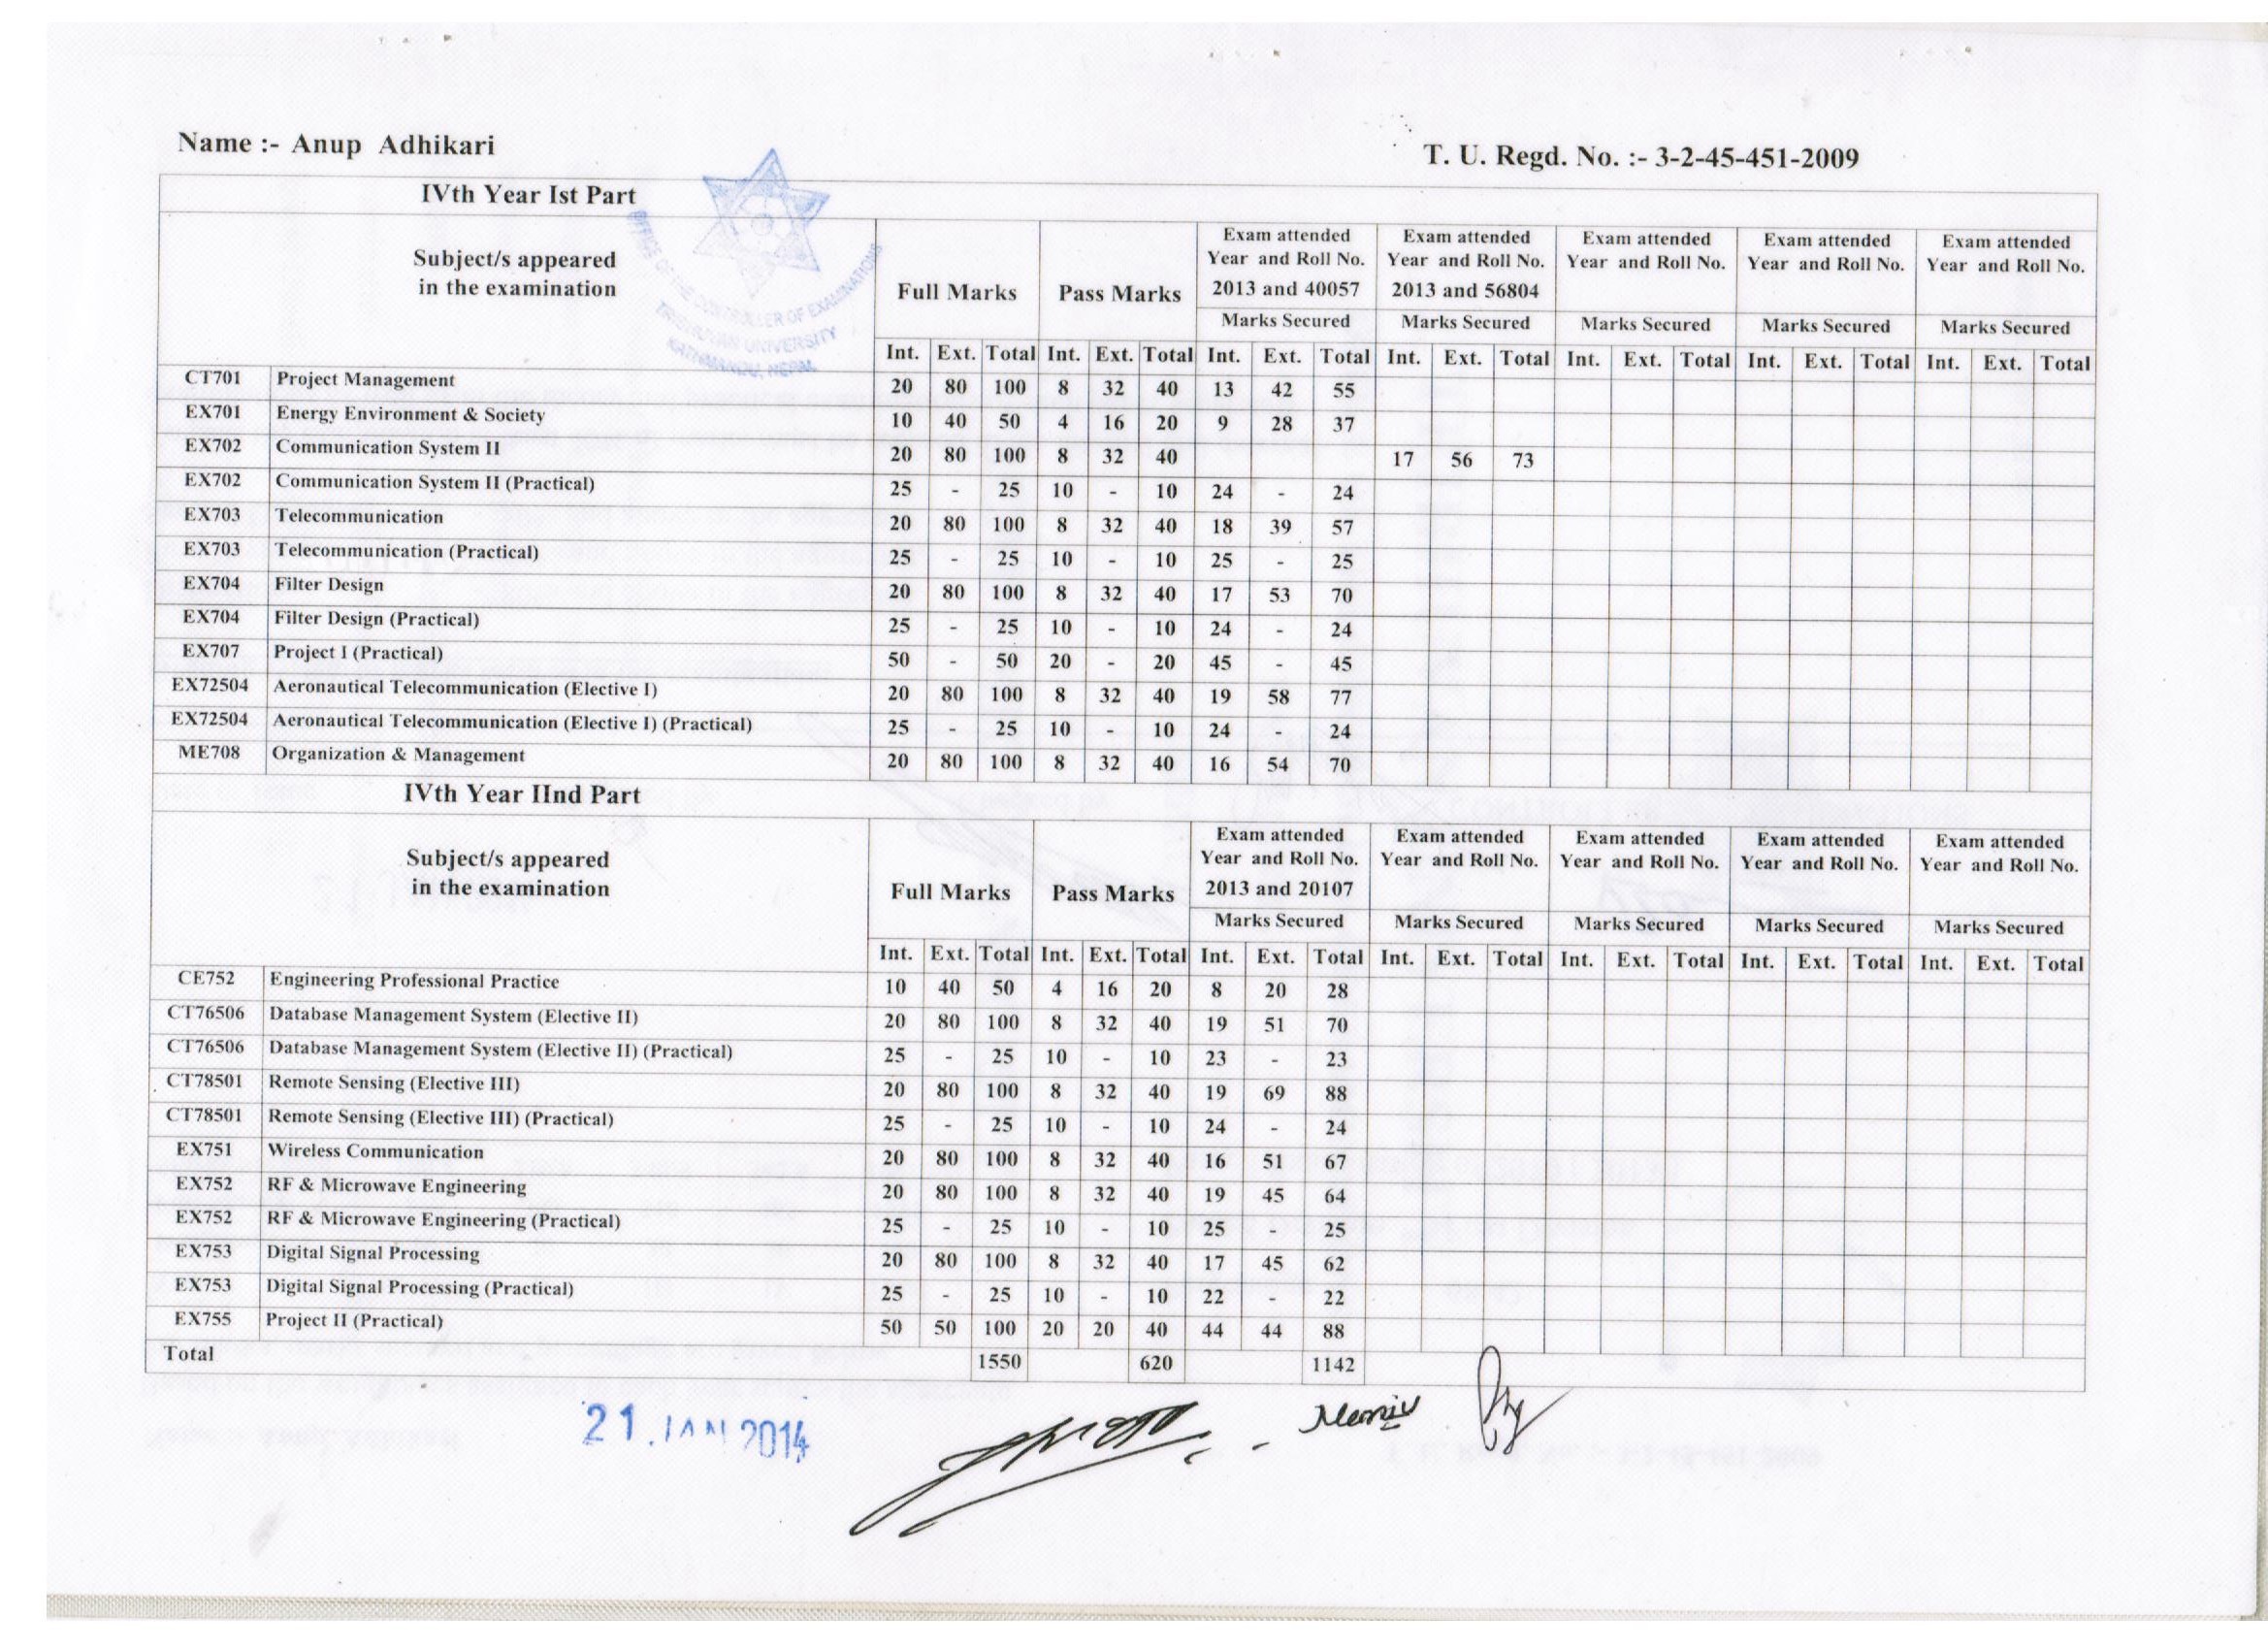 Name :- Anup Adhikari
T. U. Regd. No. :- 3-2-45-451-2009
OFFICE OF THE CONTROLLER OF EXAMINATIONS
TRIBHUVAN UNIVERSITY
KATHMANDU, NEPAL
IVth Year Ist Part
Subject/s appeared in the examination Full Marks Pass Marks Exam attended Year and Roll No. 2013 and 40057 Exam attended Year and Roll No. 2013 and 56804 Exam attended Year and Roll No. Exam attended Year and Roll No. Exam attended Year and Roll No.
Marks Secured Marks Secured Marks Secured Marks Secured Marks Secured
Int. Ext. Total Int. Ext. Total Int. Ext. Total Int. Ext. Total Int. Ext. Total Int. Ext. Total Int. Ext. Total
CT701 Project Management 20 80 100 8 32 40 13 42 55
EX701 Energy Environment & Society 10 40 50 4 16 20 9 28 37
EX702 Communication System II 20 80 100 8 32 40 17 56 73
EX702 Communication System II (Practical) 25 - 25 10 - 10 24 - 24
EX703 Telecommunication 20 80 100 8 32 40 18 39 57
EX703 Telecommunication (Practical) 25 - 25 10 - 10 25 - 25
EX704 Filter Design 20 80 100 8 32 40 17 53 70
EX704 Filter Design (Practical) 25 - 25 10 - 10 24 - 24
EX707 Project I (Practical) 50 - 50 20 - 20 45 - 45
EX72504 Aeronautical Telecommunication (Elective I) 20 80 100 8 32 40 19 58 77
EX72504 Aeronautical Telecommunication (Elective I) (Practical) 25 - 25 10 - 10 24 - 24
ME708 Organization & Management 20 80 100 8 32 40 16 54 70
IVth Year IInd Part
Subject/s appeared in the examination Full Marks Pass Marks Exam attended Year and Roll No. 2013 and 20107 Exam attended Year and Roll No. Exam attended Year and Roll No. Exam attended Year and Roll No. Exam attended Year and Roll No.
Marks Secured Marks Secured Marks Secured Marks Secured Marks Secured
Int. Ext. Total Int. Ext. Total Int. Ext. Total Int. Ext. Total Int. Ext. Total Int. Ext. Total Int. Ext. Total
CE752 Engineering Professional Practice 10 40 50 4 16 20 8 20 28
CT76506 Database Management System (Elective II) 20 80 100 8 32 40 19 51 70
CT76506 Database Management System (Elective II) (Practical) 25 - 25 10 - 10 23 - 23
CT78501 Remote Sensing (Elective III) 20 80 100 8 32 40 19 69 88
CT78501 Remote Sensing (Elective III) (Practical) 25 - 25 10 - 10 24 - 24
EX751 Wireless Communication 20 80 100 8 32 40 16 51 67
EX752 RF & Microwave Engineering 20 80 100 8 32 40 19 45 64
EX752 RF & Microwave Engineering (Practical) 25 - 25 10 - 10 25 - 25
EX753 Digital Signal Processing 20 80 100 8 32 40 17 45 62
EX753 Digital Signal Processing (Practical) 25 - 25 10 - 10 22 - 22
EX755 Project II (Practical) 50 50 100 20 20 40 44 44 88
Total 1550 620 1142
21. JAN 2014